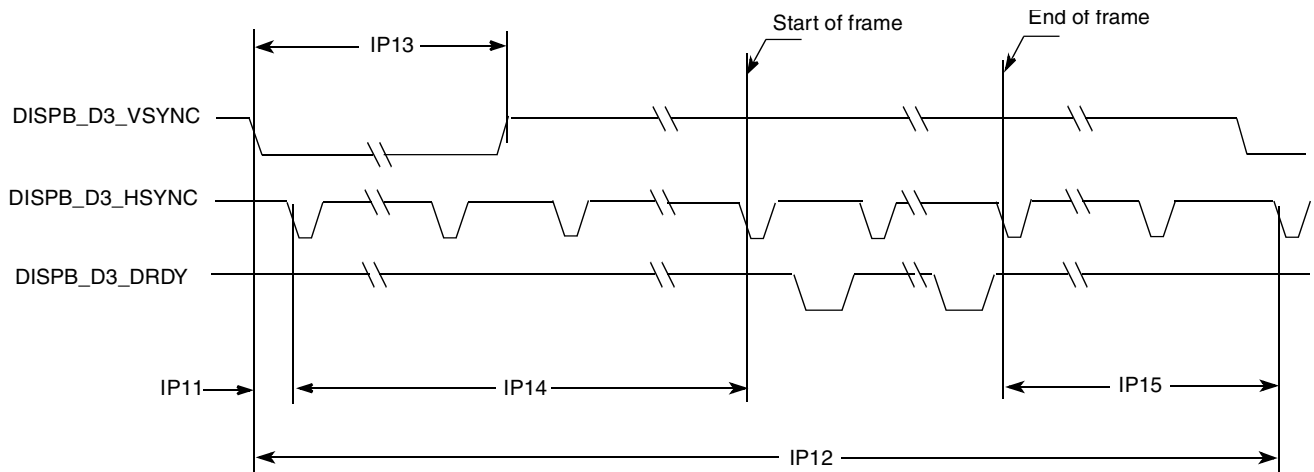 Start of frame
End of frame
IP13
DISPB_D3_VSYNC
DISPB_D3_HSYNC
DISPB_D3_DRDY
IP11
IP14
IP15
IP12